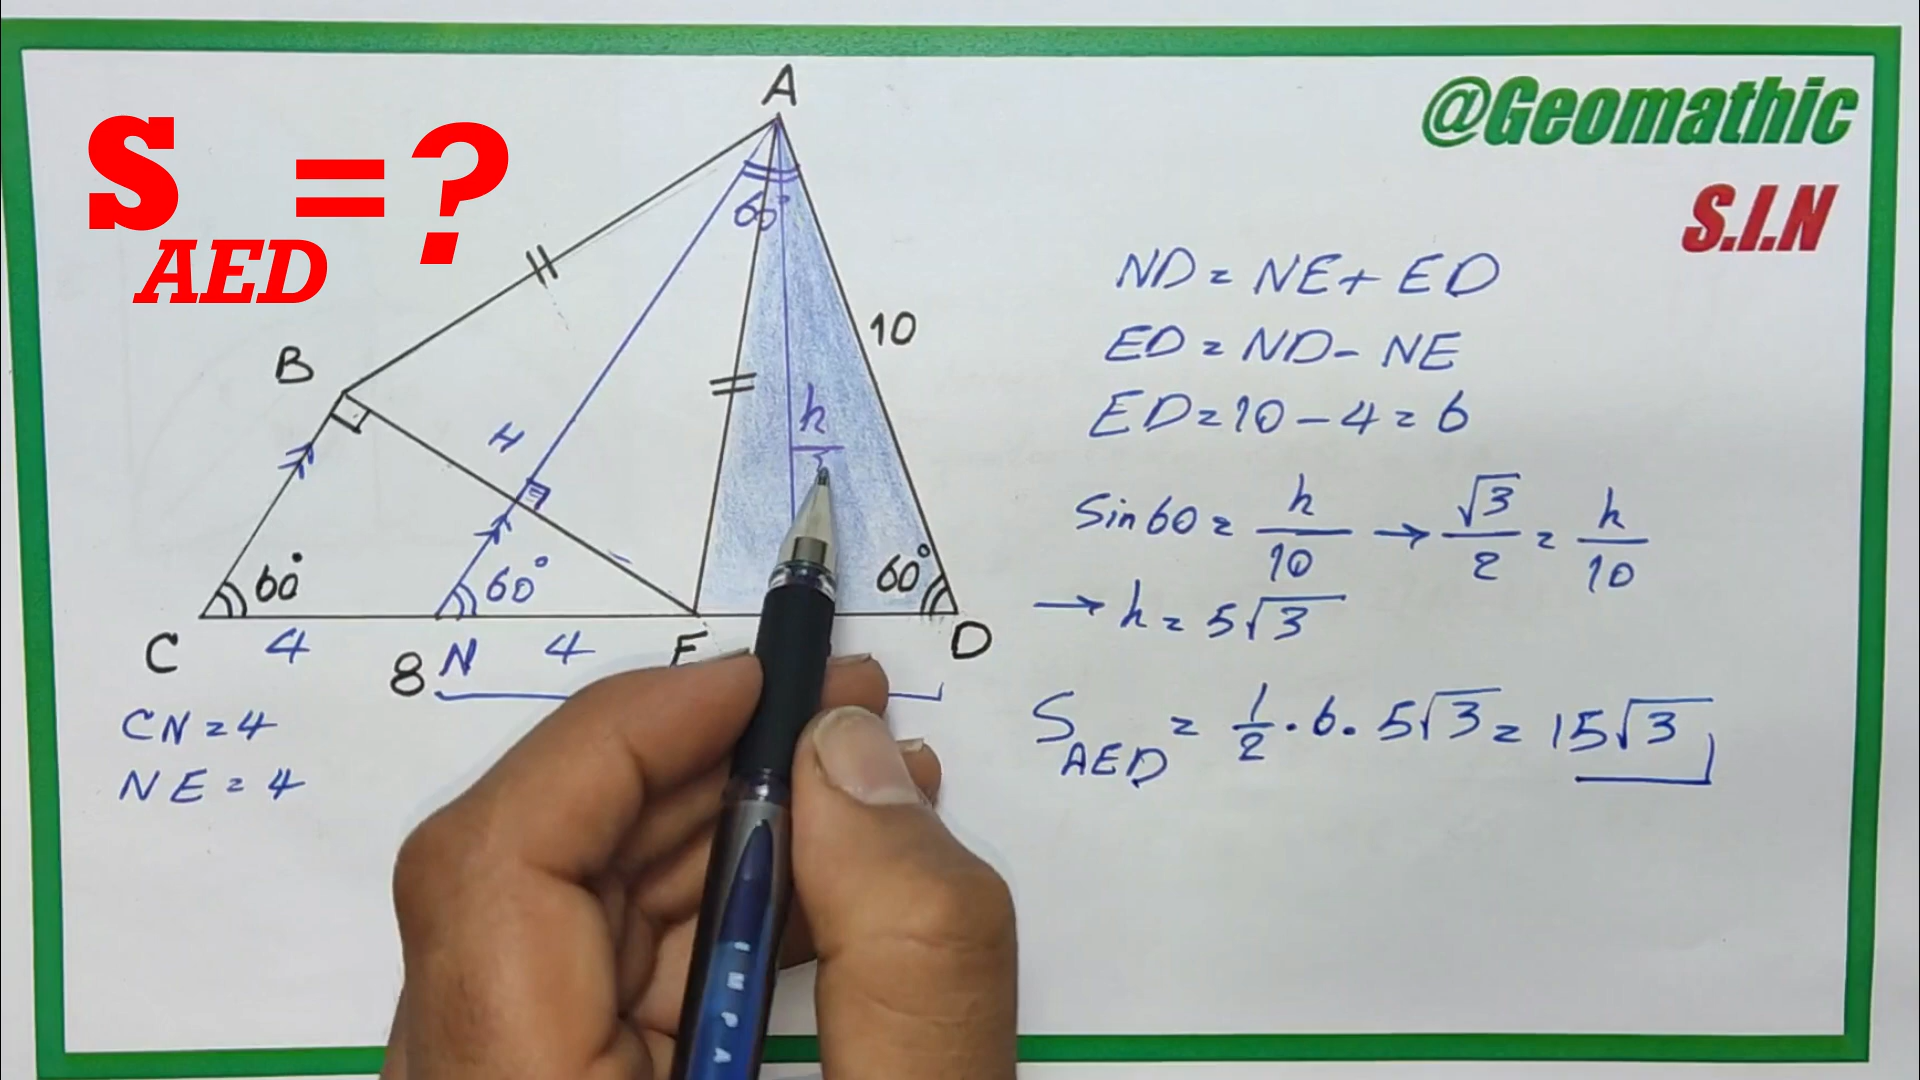 @Geomathic
S.I.N
S AED = ?
A
60°
B
10
H
h
60°
60°
60°
C
4
8
N
4
E
D
CN = 4
NE = 4
ND = NE + ED
ED = ND - NE
ED = 10 - 4 = 6
Sin 60 = h/10 → √3/2 = h/10
→ h = 5√3
S AED = 1/2 · 6 · 5√3 = 15√3